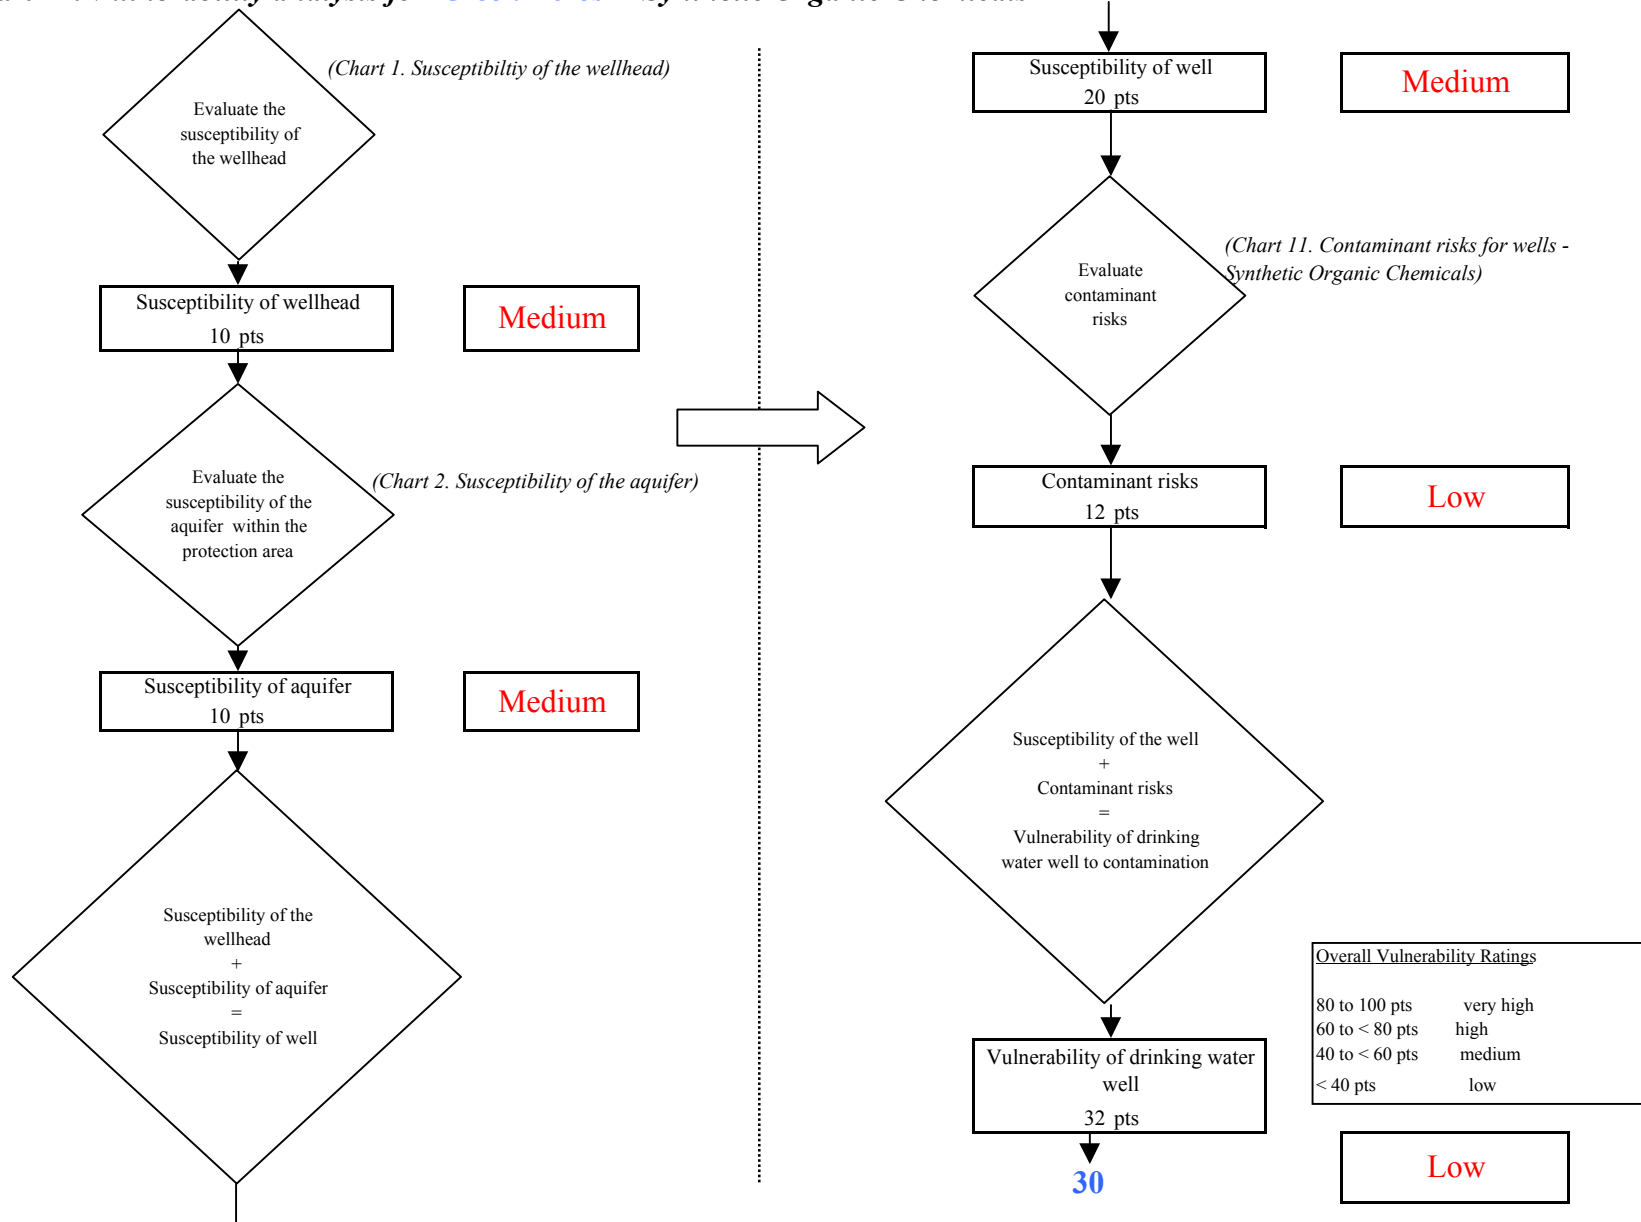 (Chart 1. Susceptibiltiy of the wellhead)
Evaluate the
susceptibility of
the wellhead
Susceptibility of wellhead
10 pts
Medium
(Chart 2. Susceptibility of the aquifer)
Evaluate the
susceptibility of the
aquifer within the
protection area
Susceptibility of aquifer
10 pts
Medium
Susceptibility of the
wellhead
+
Susceptibility of aquifer
=
Susceptibility of well
Susceptibility of well
20 pts
Medium
(Chart 11. Contaminant risks for wells -
Synthetic Organic Chemicals)
Evaluate
contaminant
risks
Contaminant risks
12 pts
Low
Susceptibility of the well
+
Contaminant risks
=
Vulnerability of drinking
water well to contamination
Overall Vulnerability Ratings
80 to 100 pts very high
60 to < 80 pts high
40 to < 60 pts medium
< 40 pts low
Vulnerability of drinking water
well
32 pts
30
Low